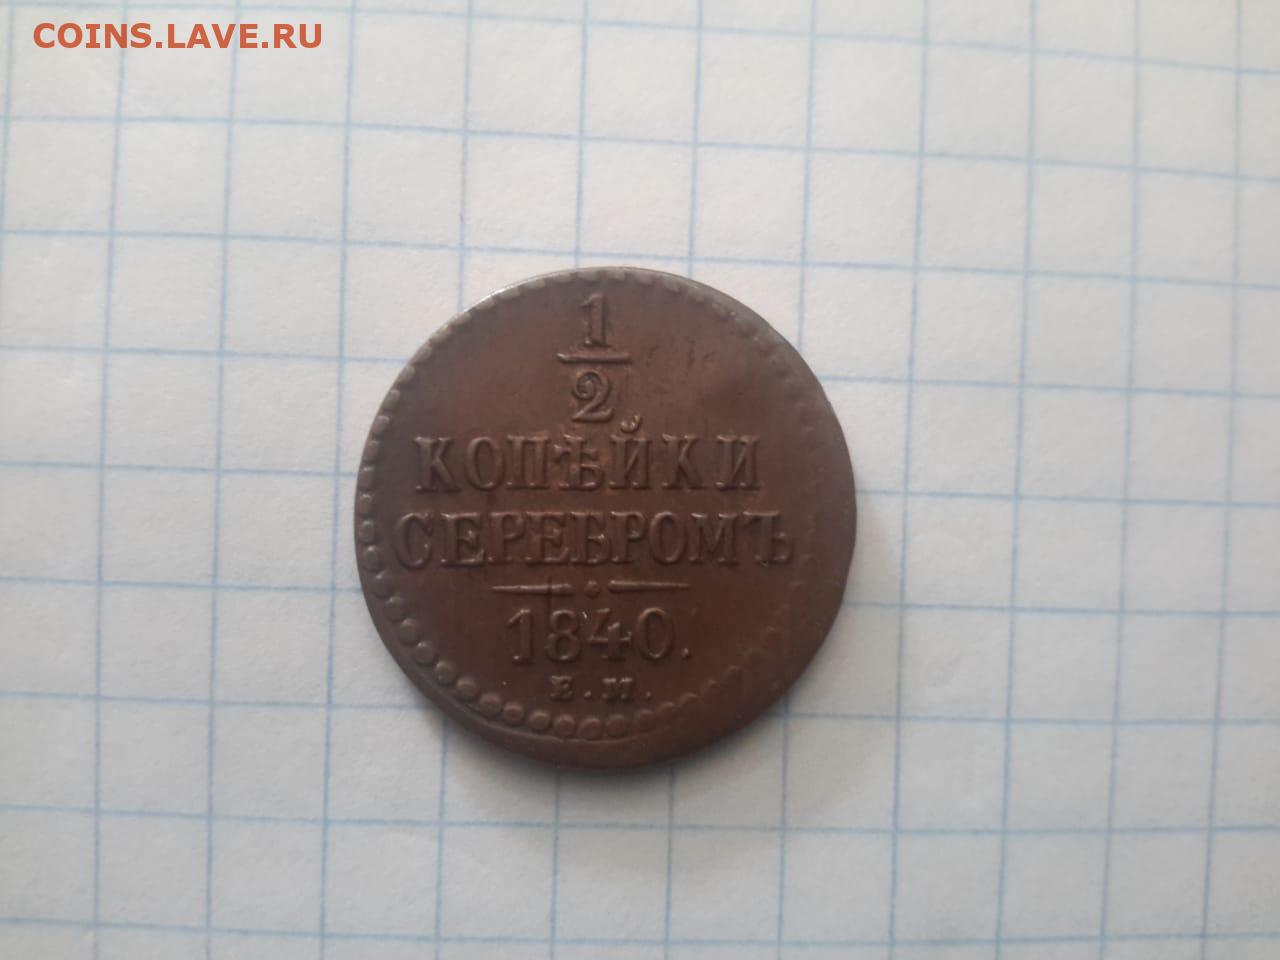 COINS.LAVE.RU
1
2
КОПѢЙКИ
СЕРЕБРОМЪ
1840.
Е.М.